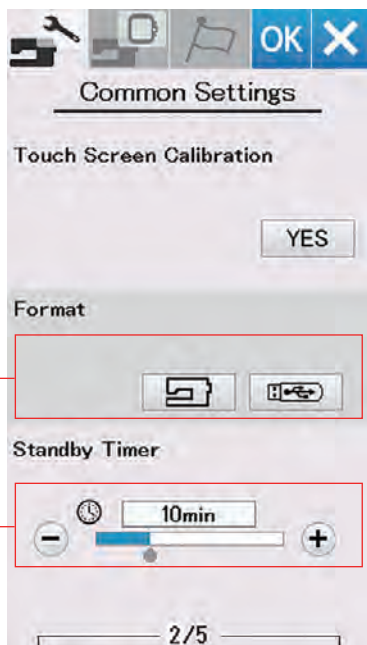 OK
Common Settings
Touch Screen Calibration
YES
Format
Standby Timer
10min
2/5